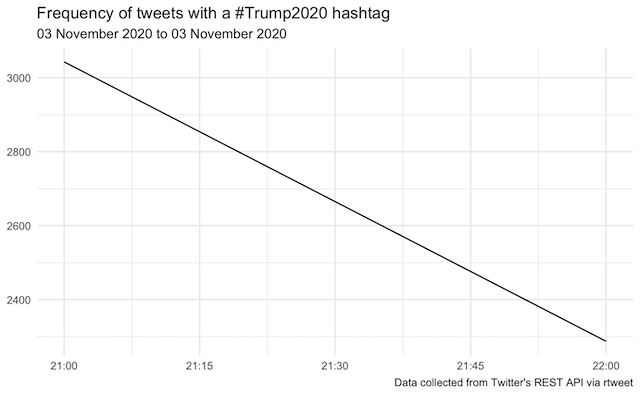 Frequency of tweets with a #Trump2020 hashtag
03 November 2020 to 03 November 2020
3000
2800
2600
2400
21:00 21:15 21:30 21:45 22:00
Data collected from Twitter's REST API via rtweet